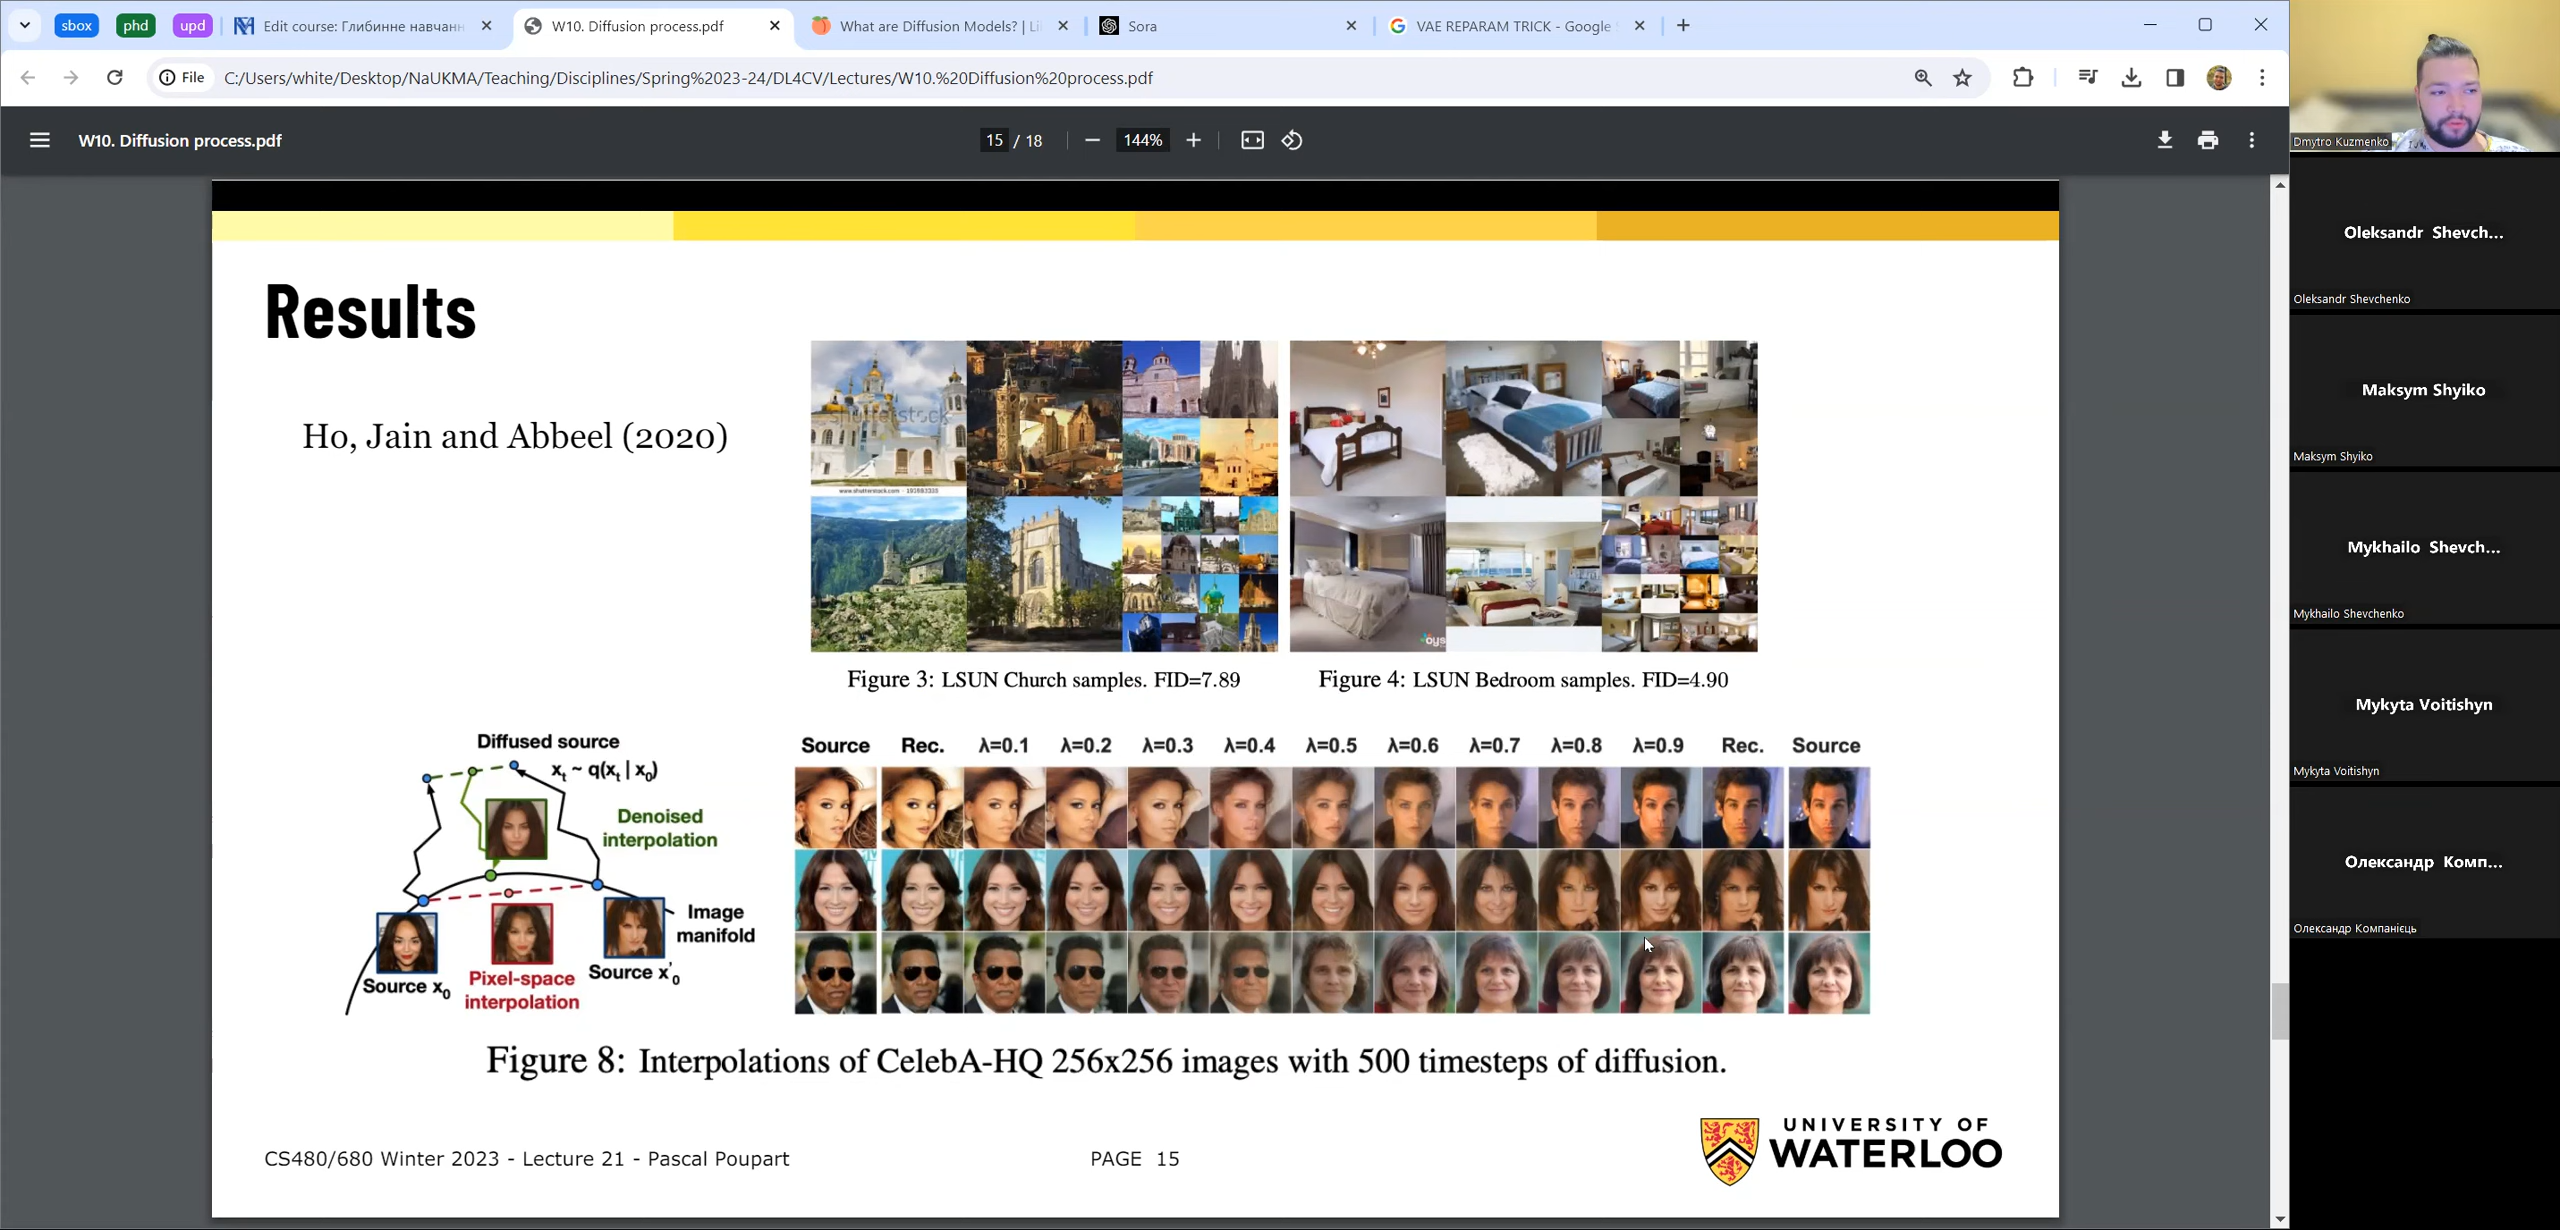 sbox
phd
upd
Edit course: Глибинне навчанн
W10. Diffusion process.pdf
What are Diffusion Models? | Li
Sora
VAE REPARAM TRICK - Google
File
C:/Users/white/Desktop/NaUKMA/Teaching/Disciplines/Spring%2023-24/DL4CV/Lectures/W10.%20Diffusion%20process.pdf
W10. Diffusion process.pdf
15 / 18
144%
Results
Ho, Jain and Abbeel (2020)
shutterstock
Figure 3: LSUN Church samples. FID=7.89
Figure 4: LSUN Bedroom samples. FID=4.90
Diffused source
xt ~ q(xt | x0)
Denoised
interpolation
Image
manifold
Source x0
Pixel-space
interpolation
Source x'0
Source Rec. λ=0.1 λ=0.2 λ=0.3 λ=0.4 λ=0.5 λ=0.6 λ=0.7 λ=0.8 λ=0.9 Rec. Source
Figure 8: Interpolations of CelebA-HQ 256x256 images with 500 timesteps of diffusion.
CS480/680 Winter 2023 - Lecture 21 - Pascal Poupart
PAGE 15
UNIVERSITY OF
WATERLOO
Dmytro Kuzmenko
Oleksandr Shevch...
Oleksandr Shevchenko
Maksym Shyiko
Maksym Shyiko
Mykhailo Shevch...
Mykhailo Shevchenko
Mykyta Voitishyn
Mykyta Voitishyn
Олександр Комп...
Олександр Компанієць